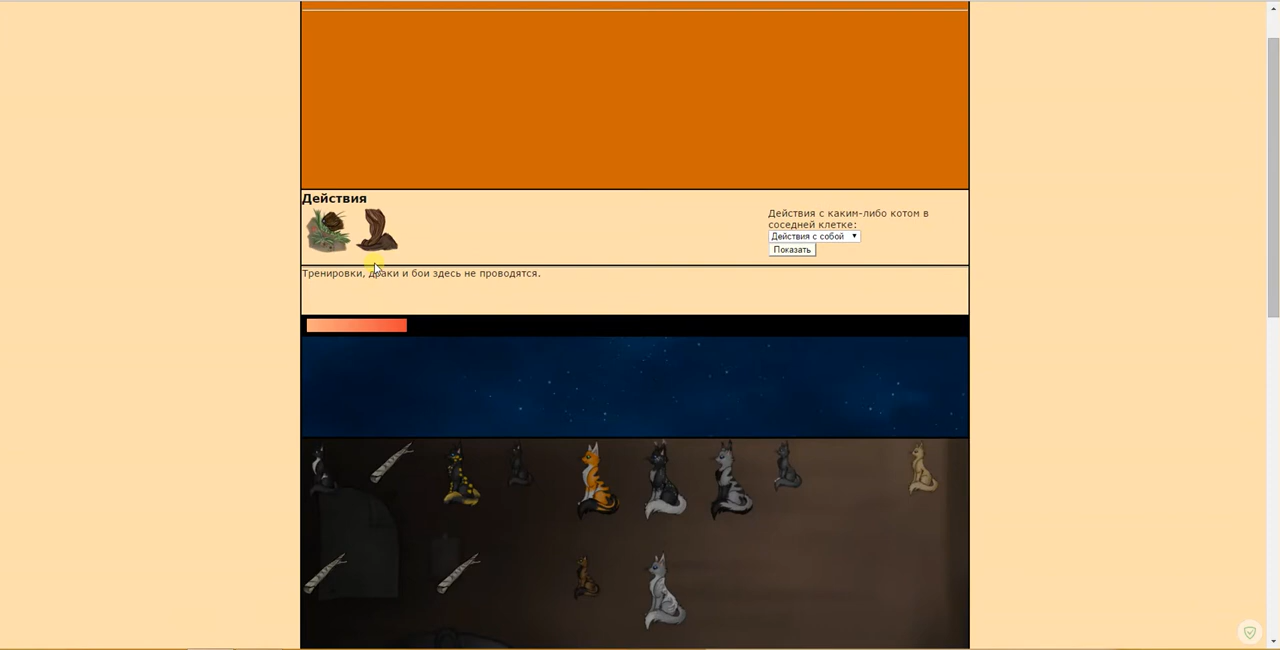 Действия
Действия с каким-либо котом в
соседней клетке:
Действия с собой
Показать
Тренировки, драки и бои здесь не проводятся.